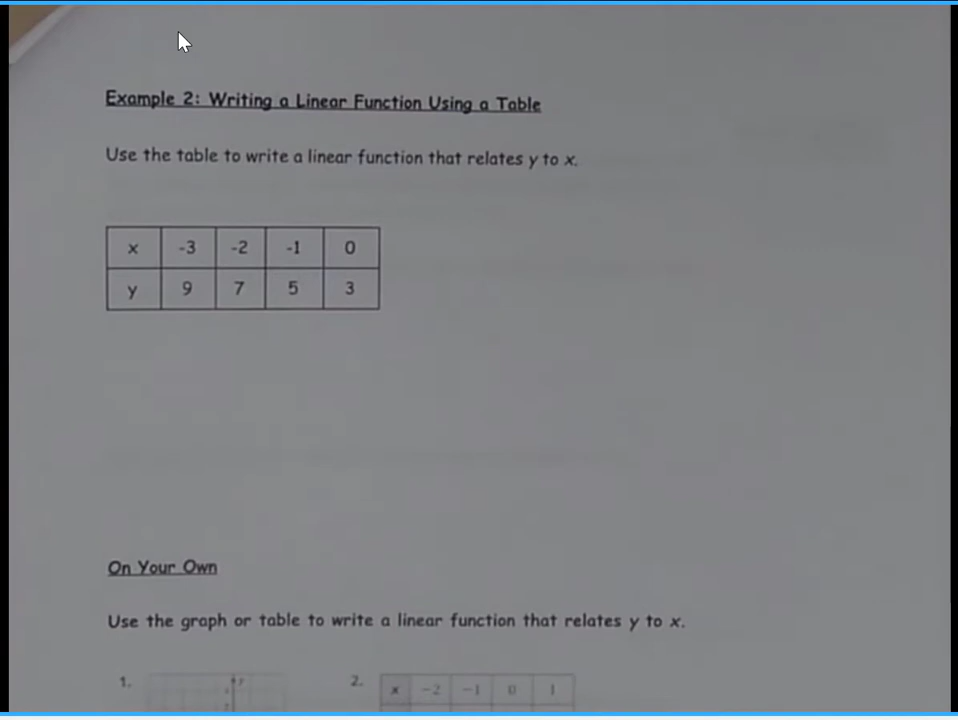 Example 2: Writing a Linear Function Using a Table
Use the table to write a linear function that relates y to x.
x -3 -2 -1 0
y 9 7 5 3
On Your Own
Use the graph or table to write a linear function that relates y to x.
1. y 2. x -2 -1 0 1